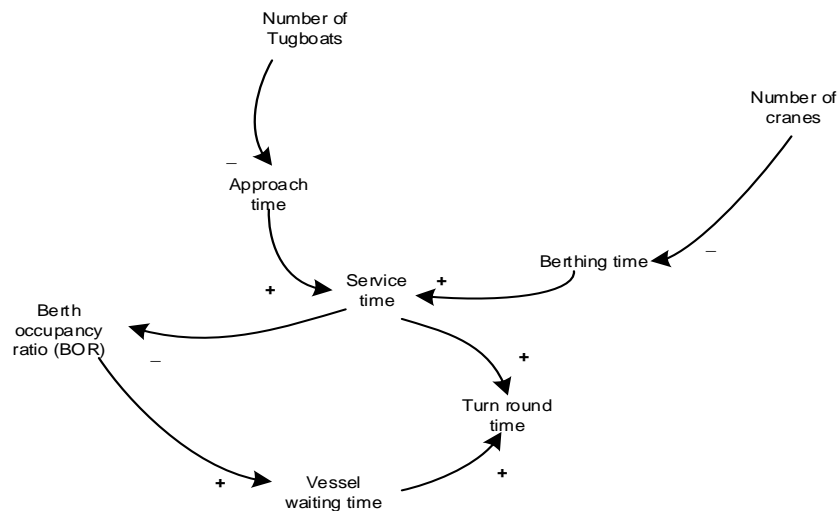 Number of
Tugboats
Number of
cranes
_
Approach
time
_
Berthing time
+
Service
time
+
Berth
occupancy
ratio (BOR)
_
+
Turn round
time
+
Vessel
waiting time
+